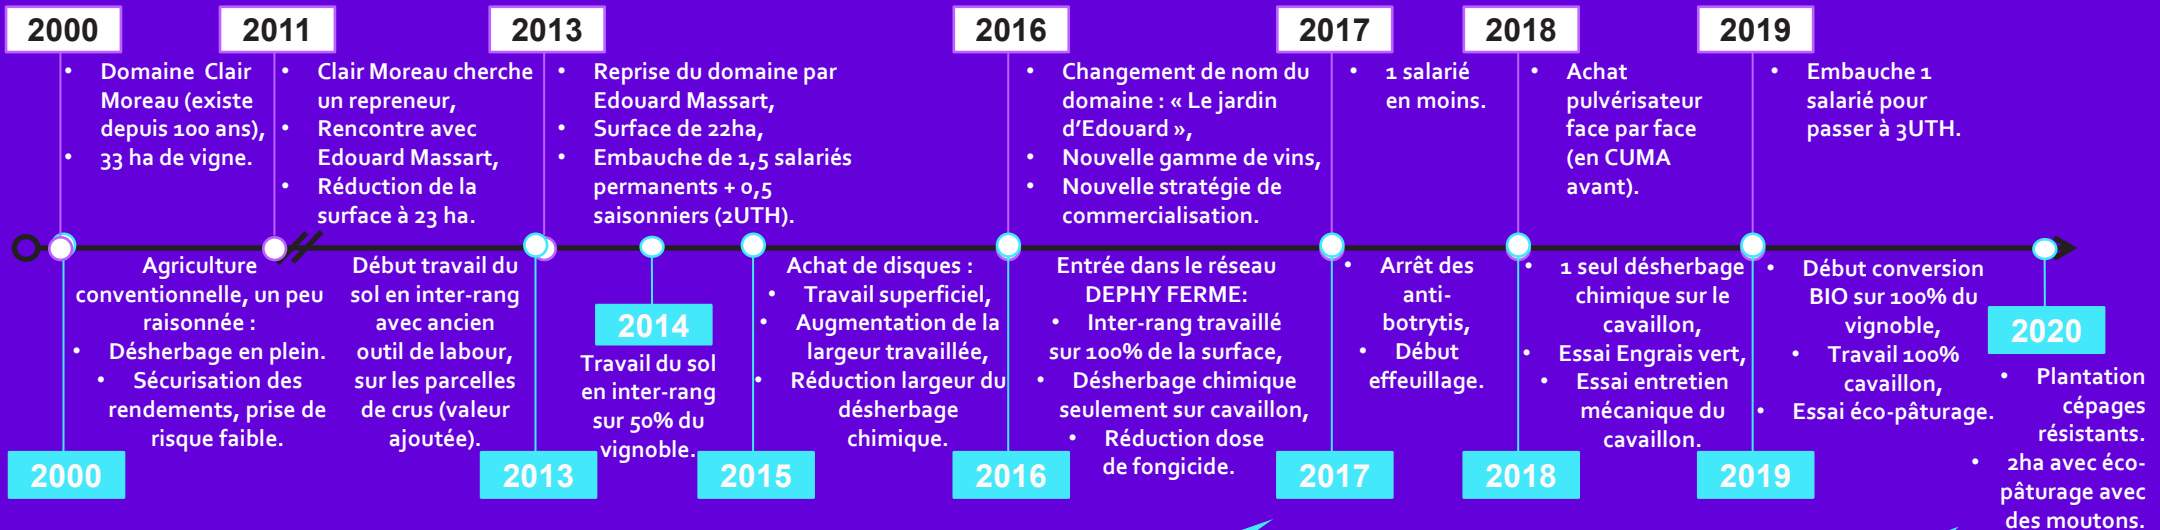 2000
• Domaine Clair
Moreau (existe
depuis 100 ans),
• 33 ha de vigne.
2011
• Clair Moreau cherche
un repreneur,
• Rencontre avec
Edouard Massart,
• Réduction de la
surface à 23 ha.
2013
• Reprise du domaine par
Edouard Massart,
• Surface de 22ha,
• Embauche de 1,5 salariés
permanents + 0,5
saisonniers (2UTH).
2016
• Changement de nom du
domaine : « Le jardin
d’Edouard »,
• Nouvelle gamme de vins,
• Nouvelle stratégie de
commercialisation.
2017
• 1 salarié
en moins.
2018
• Achat
pulvérisateur
face par face
(en CUMA
avant).
2019
• Embauche 1
salarié pour
passer à 3UTH.
Agriculture
conventionnelle, un peu
raisonnée :
• Désherbage en plein.
• Sécurisation des
rendements, prise de
risque faible.
2000
Début travail du
sol en inter-rang
avec ancien
outil de labour,
sur les parcelles
de crus (valeur
ajoutée).
2013
2014
Travail du sol
en inter-rang
sur 50% du
vignoble.
Achat de disques :
• Travail superficiel,
• Augmentation de la
largeur travaillée,
• Réduction largeur du
désherbage
chimique.
2015
Entrée dans le réseau
DEPHY FERME:
• Inter-rang travaillé
sur 100% de la surface,
• Désherbage chimique
seulement sur cavaillon,
• Réduction dose
de fongicide.
2016
• Arrêt des
anti-
botrytis,
• Début
effeuillage.
2017
• 1 seul désherbage
chimique sur le
cavaillon,
• Essai Engrais vert,
• Essai entretien
mécanique du
cavaillon.
2018
• Début conversion
BIO sur 100% du
vignoble,
• Travail 100%
cavaillon,
• Essai éco-pâturage.
2019
2020
• Plantation
cépages
résistants.
• 2ha avec éco-
pâturage avec
des moutons.